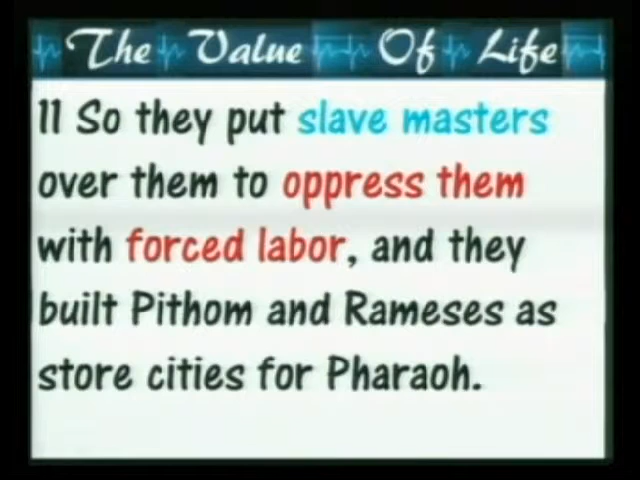 The Value Of Life
11 So they put slave masters
over them to oppress them
with forced labor, and they
built Pithom and Rameses as
store cities for Pharaoh.